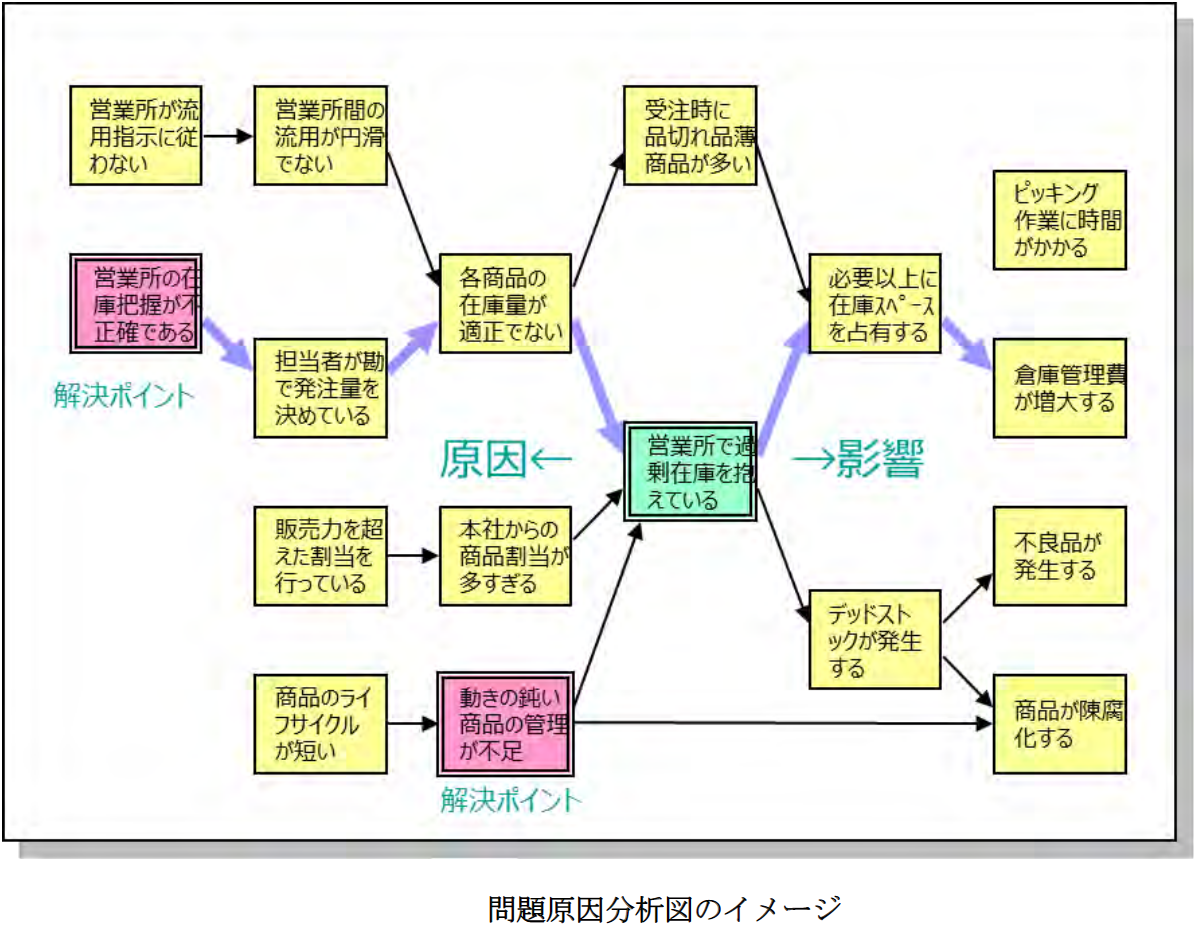 営業所が流
用指示に従
わない
営業所間の
流用が円滑
でない
受注時に
品切れ品薄
商品が多い
ピッキング
作業に時間
がかかる
営業所の在
庫把握が不
正確である
解決ポイント
各商品の
在庫量が
適正でない
必要以上に
在庫ｽﾍﾟｰｽ
を占有する
担当者が勘
で発注量を
決めている
倉庫管理費
が増大する
原因←
営業所で過
剰在庫を抱
えている
→影響
販売力を超
えた割当を
行っている
本社からの
商品割当が
多すぎる
不良品が
発生する
デッドスト
ックが発生
する
商品のライ
フサイクル
が短い
動きの鈍い
商品の管理
が不足
解決ポイント
商品が陳腐
化する
問題原因分析図のイメージ